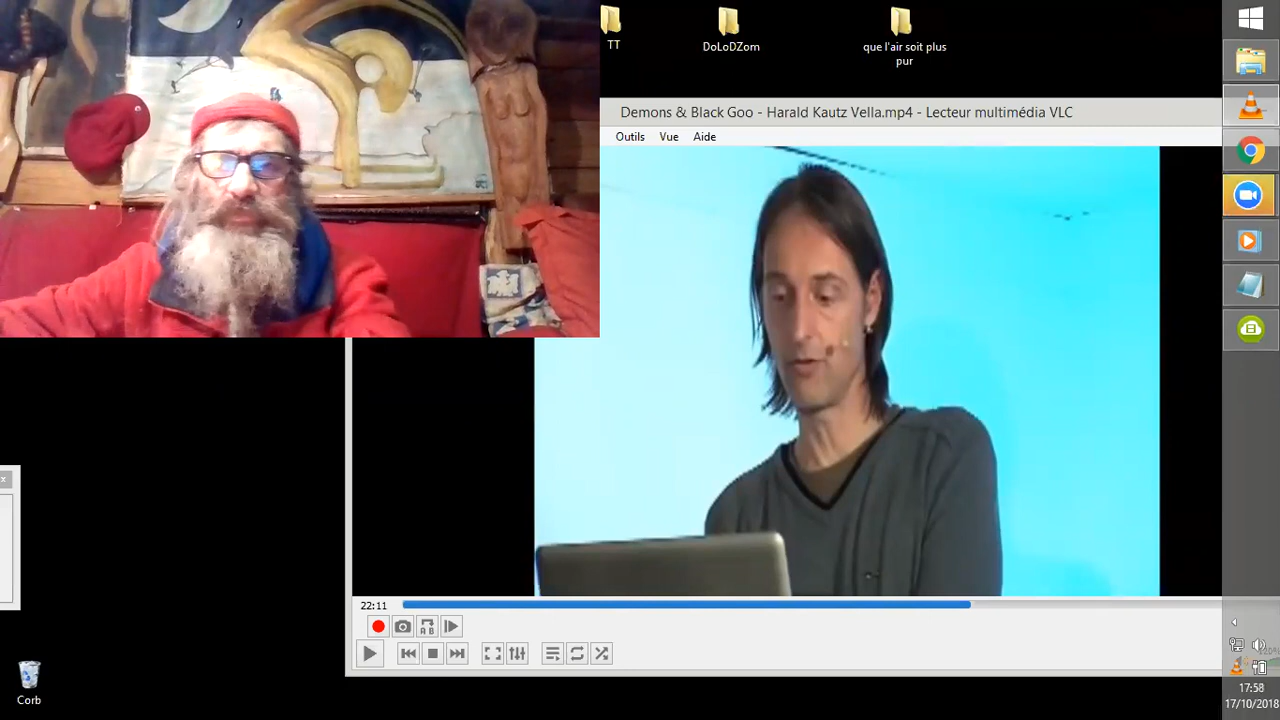 TT
DoLoDZom
que l'air soit plus
pur
Demons & Black Goo - Harald Kautz Vella.mp4 - Lecteur multimédia VLC
Outils Vue Aide
22:11
Corb
17:58
17/10/2018